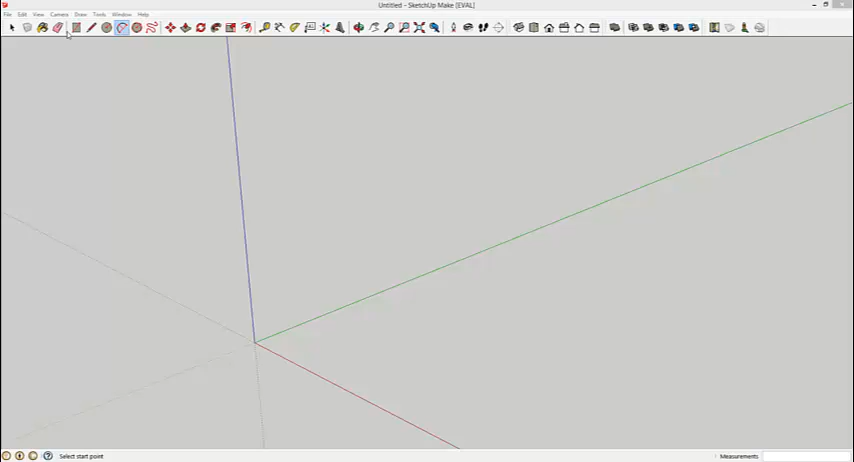 Untitled - SketchUp Make [EVAL]
File Edit View Camera Draw Tools Window Help
Select start point
Measurements